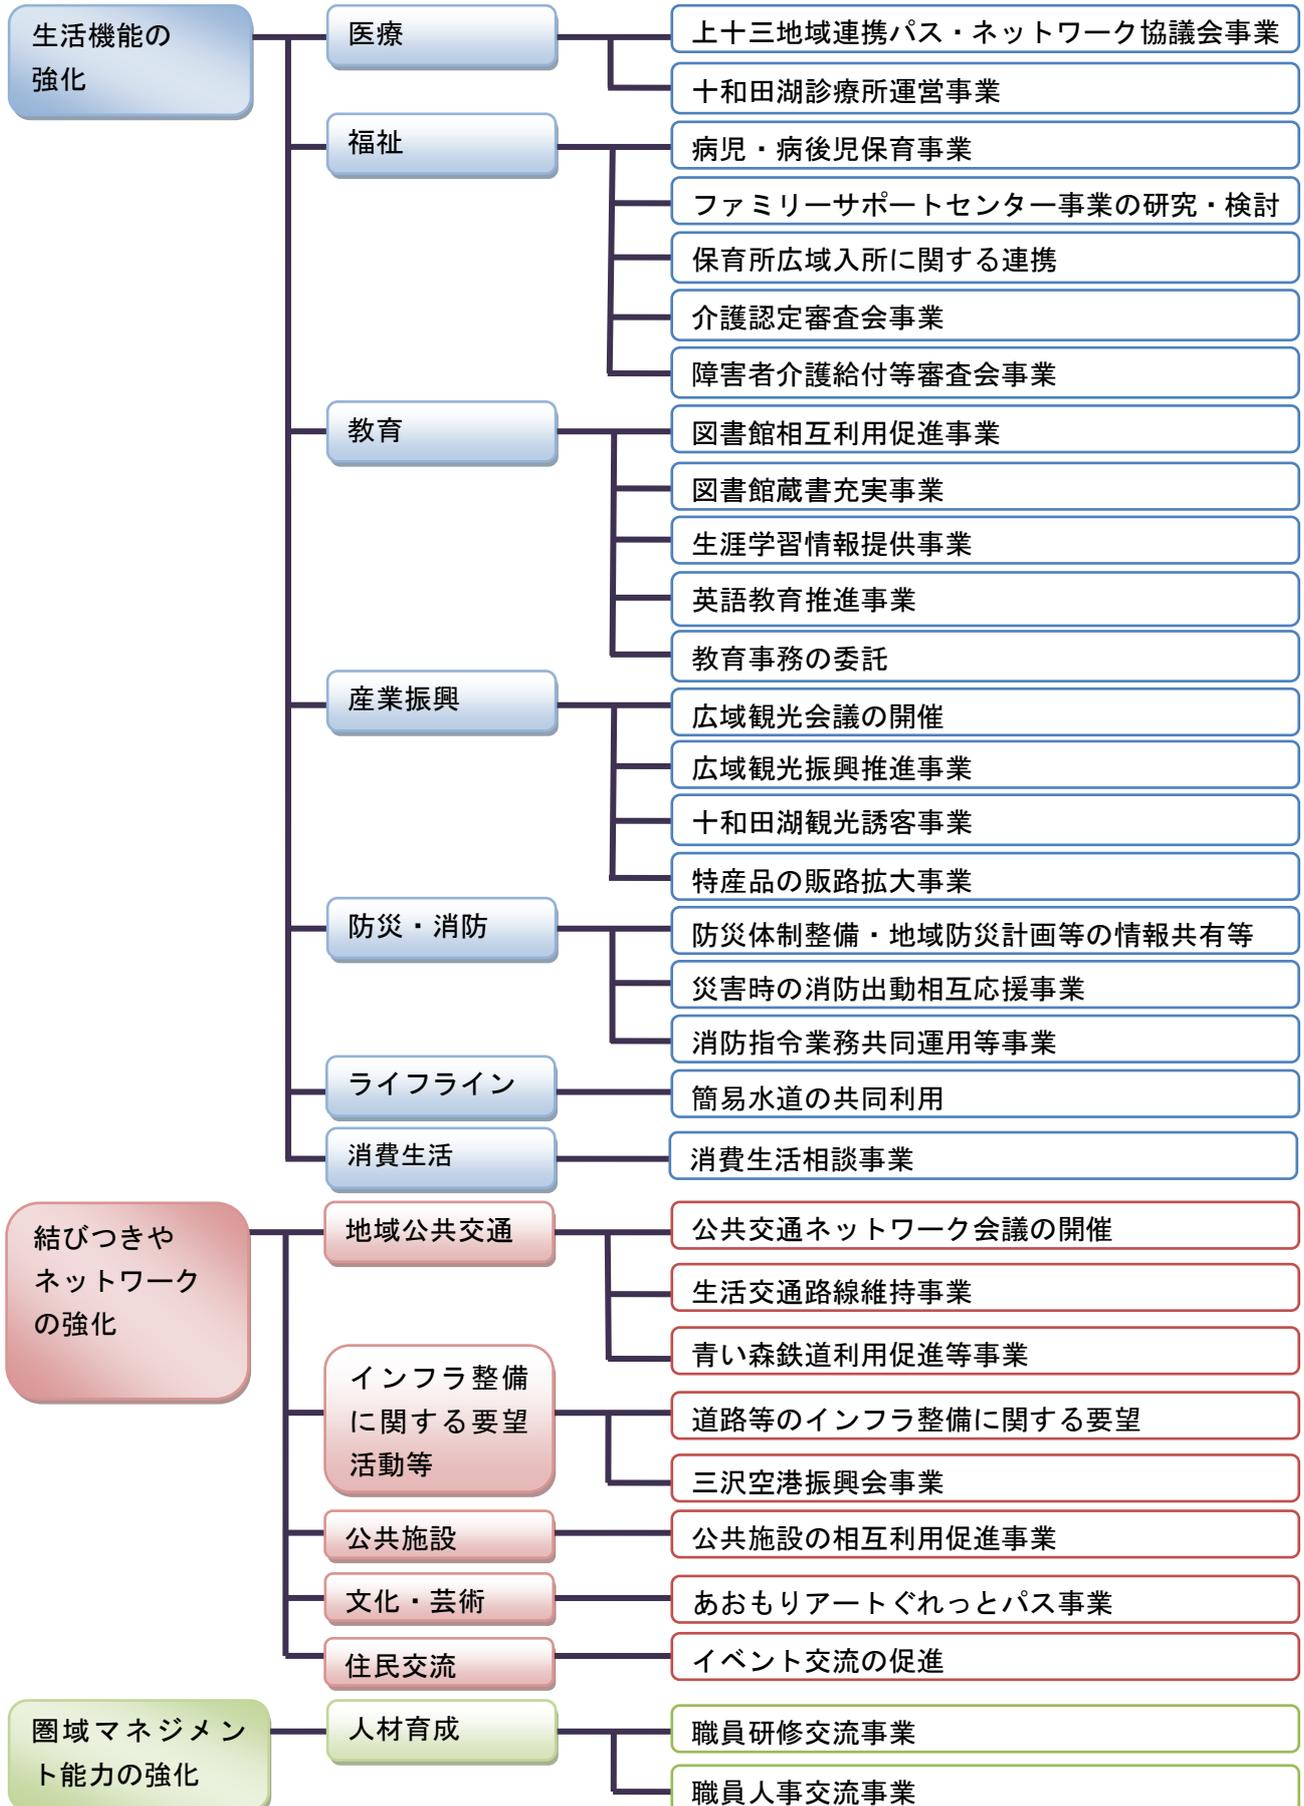 生活機能の
強化
医療
上十三地域連携パス・ネットワーク協議会事業
十和田湖診療所運営事業
福祉
病児・病後児保育事業
ファミリーサポートセンター事業の研究・検討
保育所広域入所に関する連携
介護認定審査会事業
障害者介護給付等審査会事業
教育
図書館相互利用促進事業
図書館蔵書充実事業
生涯学習情報提供事業
英語教育推進事業
教育事務の委託
産業振興
広域観光会議の開催
広域観光振興推進事業
十和田湖観光誘客事業
特産品の販路拡大事業
防災・消防
防災体制整備・地域防災計画等の情報共有等
災害時の消防出動相互応援事業
消防指令業務共同運用等事業
ライフライン
簡易水道の共同利用
消費生活
消費生活相談事業
結びつきや
ネットワーク
の強化
地域公共交通
公共交通ネットワーク会議の開催
生活交通路線維持事業
青い森鉄道利用促進等事業
インフラ整備
に関する要望
活動等
道路等のインフラ整備に関する要望
三沢空港振興会事業
公共施設
公共施設の相互利用促進事業
文化・芸術
あおもりアートぐれっとパス事業
住民交流
イベント交流の促進
圏域マネジメン
ト能力の強化
人材育成
職員研修交流事業
職員人事交流事業